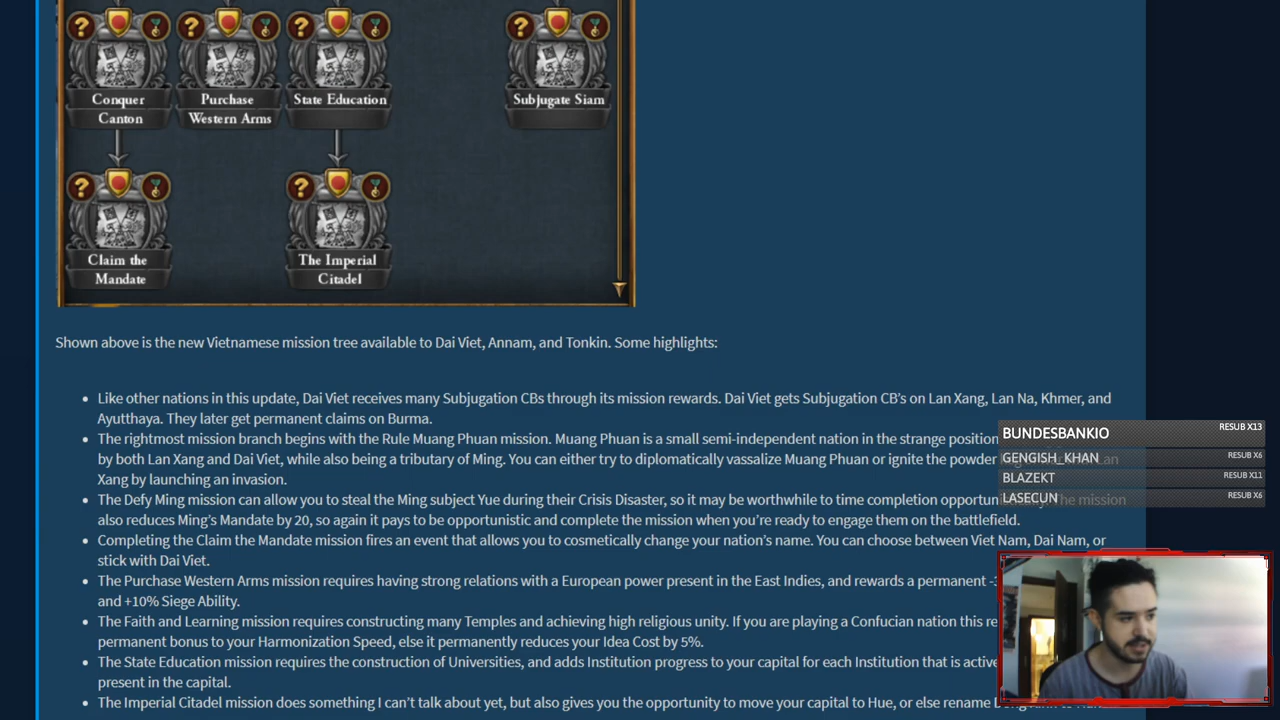 ? ? ? ?
Conquer Canton
Purchase Western Arms
State Education
Subjugate Siam
? ?
Claim the Mandate
The Imperial Citadel
Shown above is the new Vietnamese mission tree available to Dai Viet, Annam, and Tonkin. Some highlights:
• Like other nations in this update, Dai Viet receives many Subjugation CBs through its mission rewards. Dai Viet gets Subjugation CB's on Lan Xang, Lan Na, Khmer, and
Ayutthaya. They later get permanent claims on Burma.
• The rightmost mission branch begins with the Rule Muang Phuan mission. Muang Phuan is a small semi-independent nation in the strange position
by both Lan Xang and Dai Viet, while also being a tributary of Ming. You can either try to diplomatically vassalize Muang Phuan or ignite the powder
Xang by launching an invasion.
• The Defy Ming mission can allow you to steal the Ming subject Yue during their Crisis Disaster, so it may be worthwhile to time completion The mission
also reduces Ming's Mandate by 20, so again it pays to be opportunistic and complete the mission when you're ready to engage them on the battlefield.
• Completing the Claim the Mandate mission fires an event that allows you to cosmetically change your nation's name. You can choose between Viet Nam, Dai Nam, or
stick with Dai Viet.
• The Purchase Western Arms mission requires having strong relations with a European power present in the East Indies, and rewards a permanent
and +10% Siege Ability.
• The Faith and Learning mission requires constructing many Temples and achieving high religious unity. If you are playing a Confucian nation this
permanent bonus to your Harmonization Speed, else it permanently reduces your Idea Cost by 5%.
• The State Education mission requires the construction of Universities, and adds Institution progress to your capital for each Institution that is active
present in the capital.
• The Imperial Citadel mission does something I can't talk about yet, but also gives you the opportunity to move your capital to Hue, or else rename
BUNDESBANKIO RESUB X13
GENGISH_KHAN RESUB X6
BLAZEKT RESUB X11
LASECUN RESUB X6